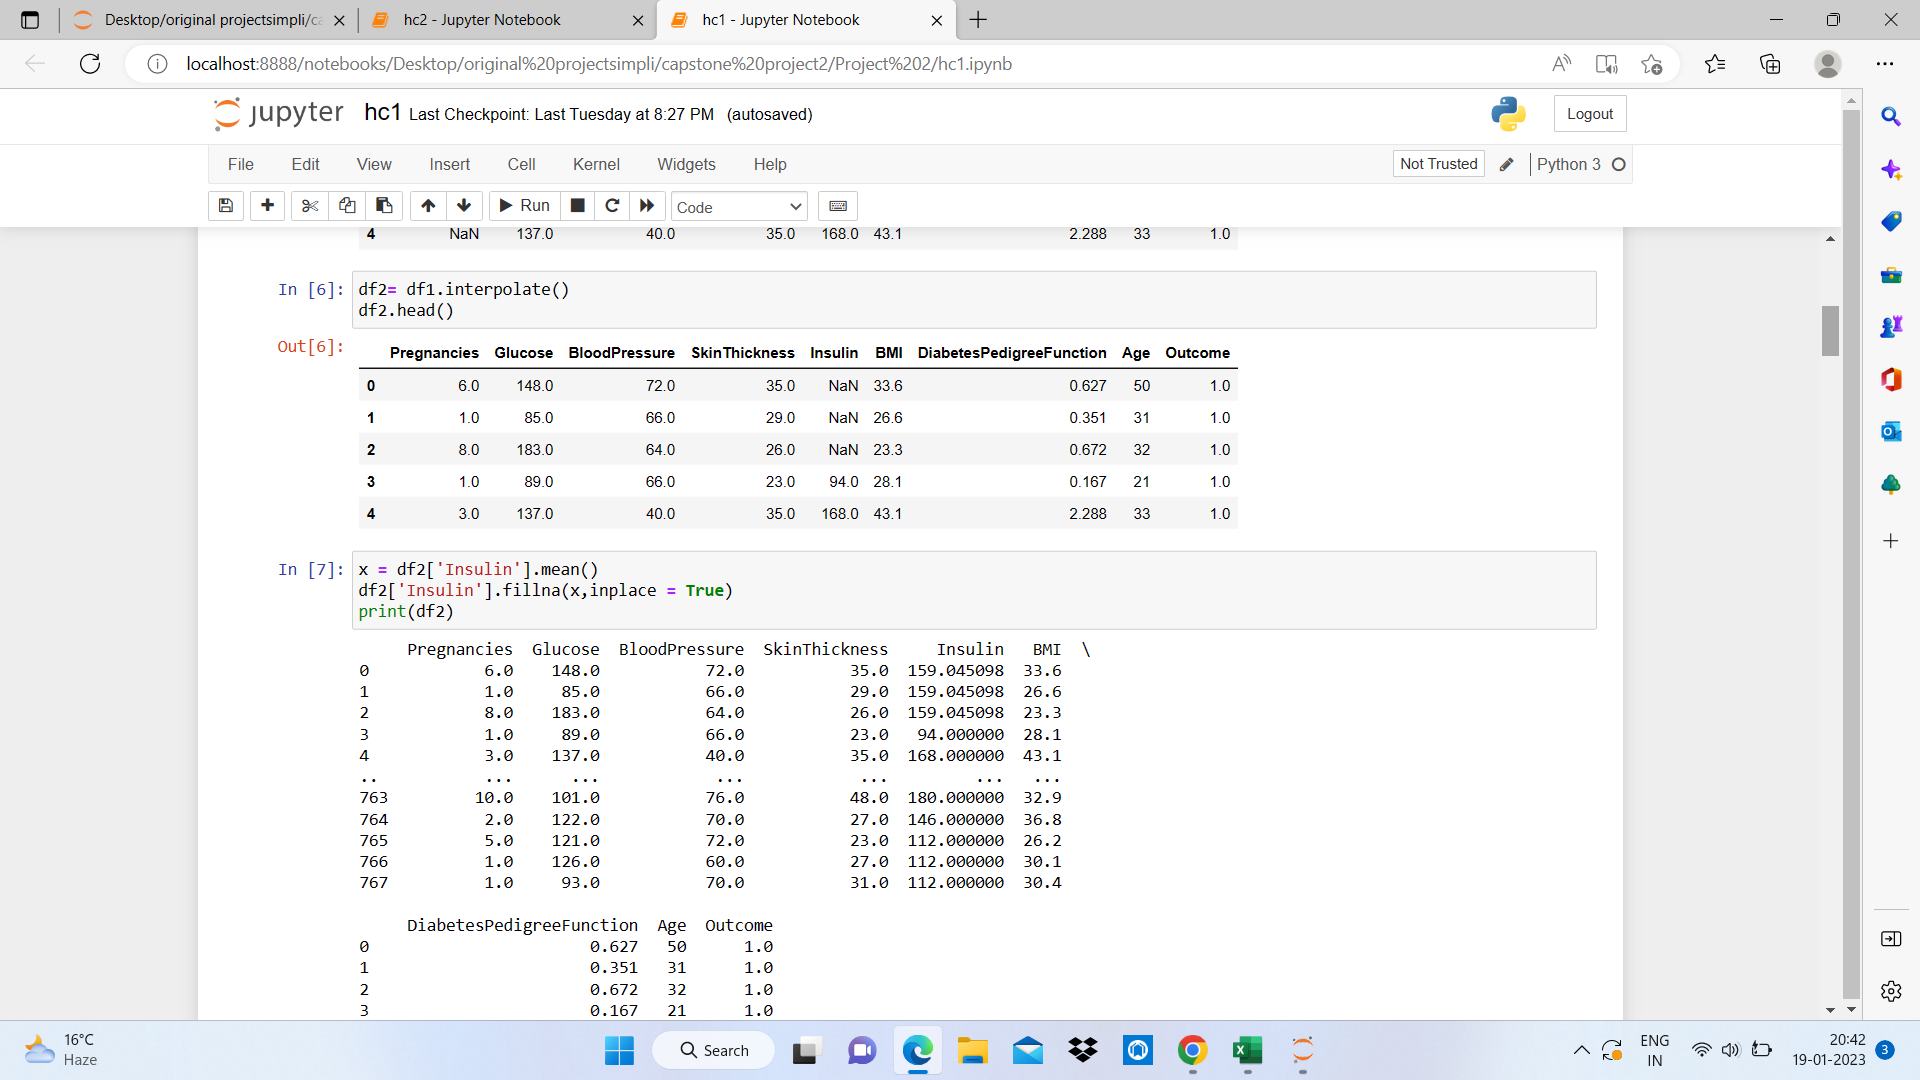 Desktop/original projectsimpli/ca
hc2 - Jupyter Notebook
hc1 - Jupyter Notebook
localhost:8888/notebooks/Desktop/original%20projectsimpli/capstone%20project2/Project%202/hc1.ipynb
jupyter hc1 Last Checkpoint: Last Tuesday at 8:27 PM (autosaved)
Logout
File Edit View Insert Cell Kernel Widgets Help
Not Trusted Python 3
Run Code
4 NaN 137.0 40.0 35.0 168.0 43.1 2.288 33 1.0
In [6]: df2= df1.interpolate()
df2.head()
Out[6]:
Pregnancies Glucose BloodPressure SkinThickness Insulin BMI DiabetesPedigreeFunction Age Outcome
0 6.0 148.0 72.0 35.0 NaN 33.6 0.627 50 1.0
1 1.0 85.0 66.0 29.0 NaN 26.6 0.351 31 1.0
2 8.0 183.0 64.0 26.0 NaN 23.3 0.672 32 1.0
3 1.0 89.0 66.0 23.0 94.0 28.1 0.167 21 1.0
4 3.0 137.0 40.0 35.0 168.0 43.1 2.288 33 1.0
In [7]: x = df2['Insulin'].mean()
df2['Insulin'].fillna(x,inplace = True)
print(df2)
Pregnancies Glucose BloodPressure SkinThickness Insulin BMI \
0 6.0 148.0 72.0 35.0 159.045098 33.6
1 1.0 85.0 66.0 29.0 159.045098 26.6
2 8.0 183.0 64.0 26.0 159.045098 23.3
3 1.0 89.0 66.0 23.0 94.000000 28.1
4 3.0 137.0 40.0 35.0 168.000000 43.1
.. ... ... ... ... ... ...
763 10.0 101.0 76.0 48.0 180.000000 32.9
764 2.0 122.0 70.0 27.0 146.000000 36.8
765 5.0 121.0 72.0 23.0 112.000000 26.2
766 1.0 126.0 60.0 27.0 112.000000 30.1
767 1.0 93.0 70.0 31.0 112.000000 30.4
DiabetesPedigreeFunction Age Outcome
0 0.627 50 1.0
1 0.351 31 1.0
2 0.672 32 1.0
3 0.167 21 1.0
16°C
Haze
Search
ENG
IN
20:42
19-01-2023
3